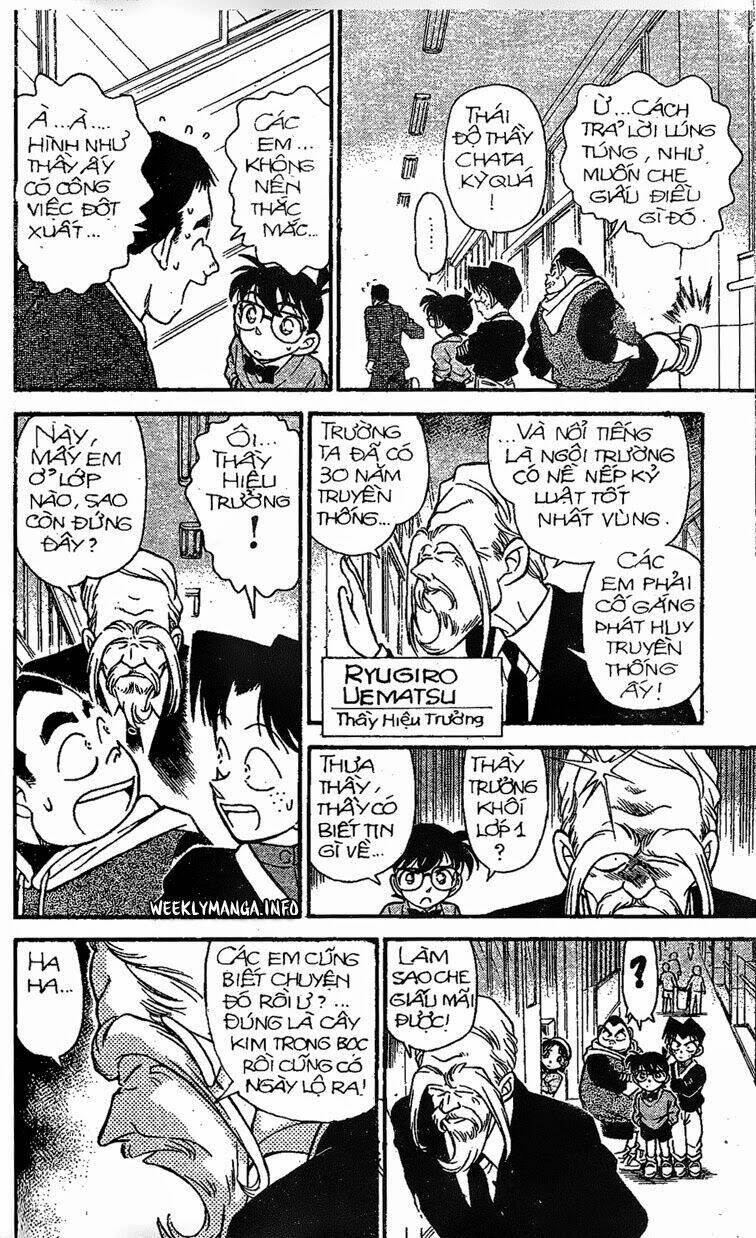 CÁC
EM...
KHÔNG
NÊN
THẮC
MẮC...
À...À...
HÌNH NHƯ
THẦY ẤY
CÓ CÔNG
VIỆC ĐỘT
XUẤT...
Ừ...CÁCH
TRẢ LỜI LÚNG
TÚNG, NHƯ
MUỐN CHE
GIẤU ĐIỀU
GÌ ĐÓ.
THÁI
ĐỘ THẦY
CHATA
KỲ QUÁ
!
......
ÔI...
THẦY
HIỆU
TRƯỞNG
!
NÀY,
MẤY EM
Ở LỚP
NÀO, SAO
CÒN ĐỨNG
ĐÂY?
TRƯỜNG
TA ĐÃ CÓ
30 NĂM
TRUYỀN
THỐNG...
...VÀ NỔI TIẾNG
LÀ NGÔI TRƯỜNG
CÓ NỀ NẾP KỶ
LUẬT TỐT
NHẤT VÙNG.
CÁC
EM PHẢI
CỐ GẮNG
PHÁT HUY
TRUYỀN
THỐNG
ẤY!
RYUGIRO
UEMATSU
Thầy Hiệu Trưởng
THƯA
THẦY,
THẦY CÓ
BIẾT TIN
GÌ VỀ...
THẦY
TRƯỞNG
KHỐI
LỚP 1
?
WEEKLYMANGA.INFO
HA
HA...
CÁC EM CŨNG
BIẾT CHUYỆN
ĐÓ RỒI Ư?...
ĐÚNG LÀ CÂY
KIM TRONG BỌC
RỒI CŨNG CÓ
NGÀY LỘ RA!
LÀM
SAO CHE
GIẤU MÃI
ĐƯỢC!
?